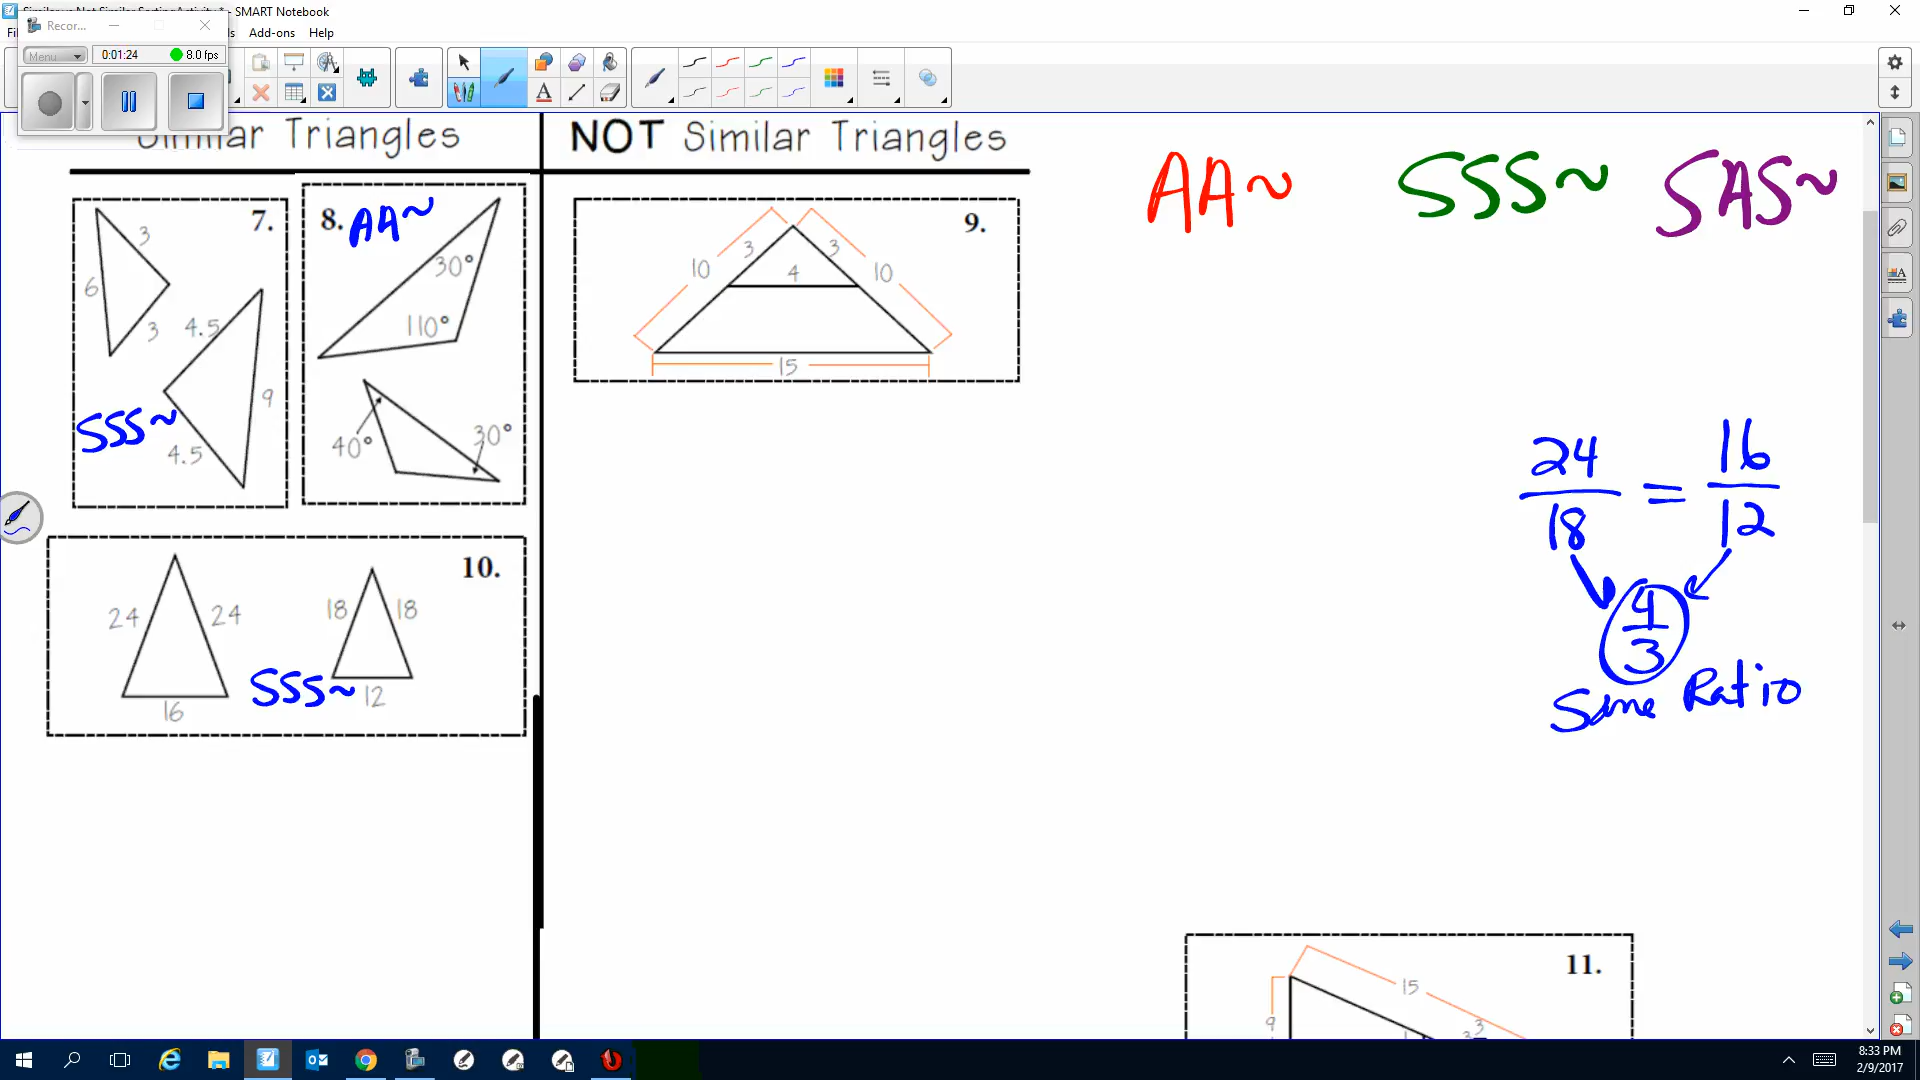 SMART Notebook
Recor...
Add-ons Help
Menu 0:01:24 8.0 fps
Triangles
NOT Similar Triangles
AA~ SSS~ SAS~
7.
3
6
3
4.5
9
4.5
SSS~
8. AA~
30°
110°
40°
30°
9.
3 3
10 4 10
15
24/18 = 16/12
4/3
Same Ratio
10.
24 24 18 18
SSS~
16 12
11.
15
9
3
8:33 PM
2/9/2017